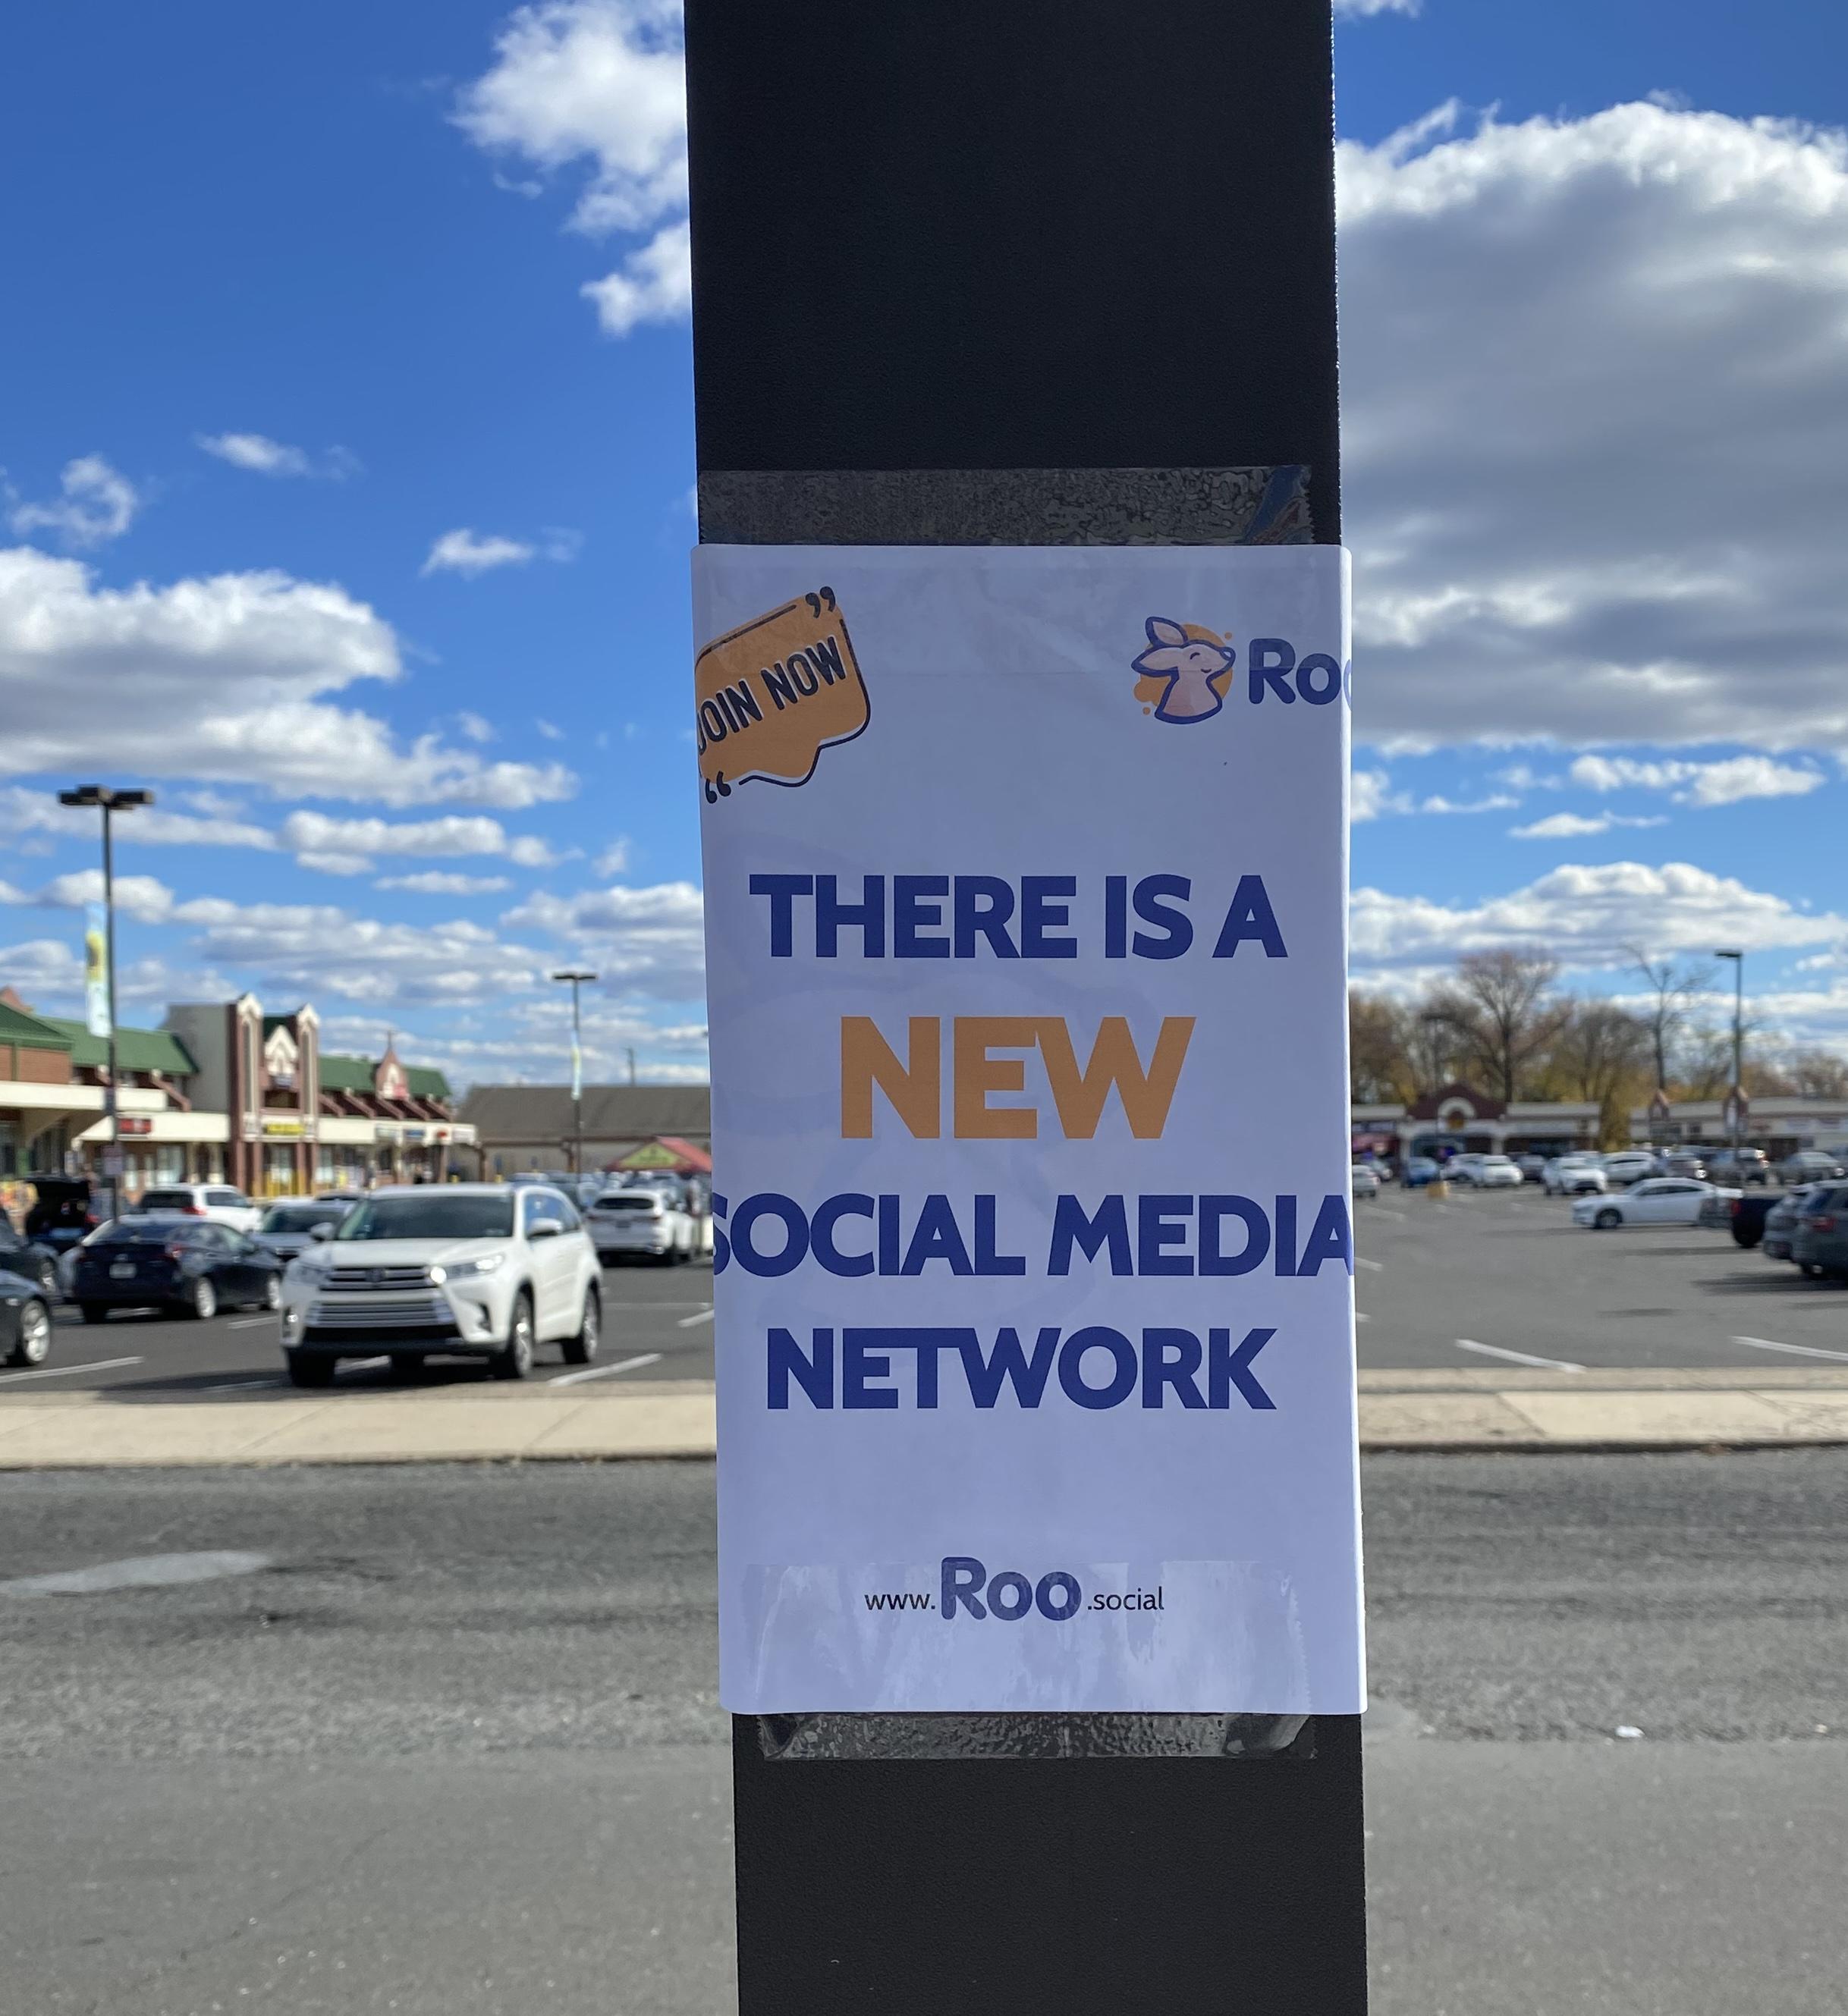 JOIN NOW
Roo
THERE IS A
NEW
SOCIAL MEDIA
NETWORK
www.Roo.social